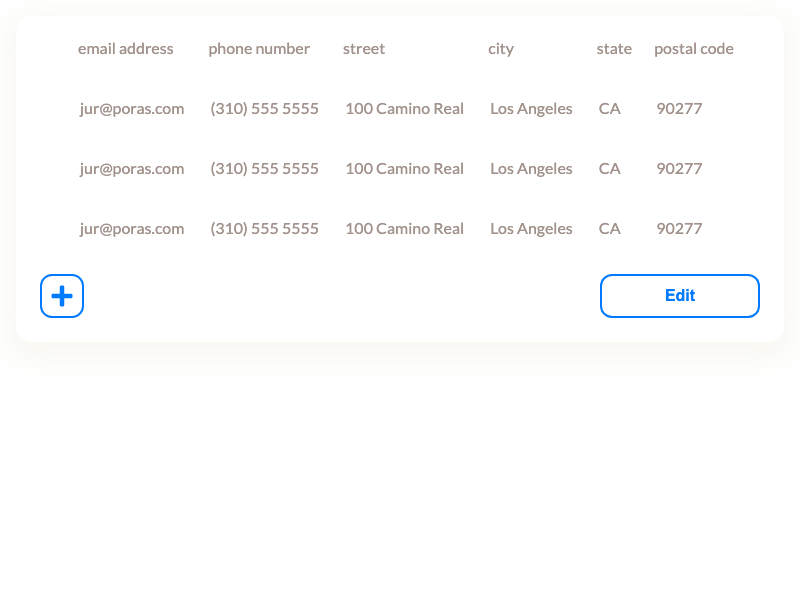 email address phone number street city state postal code
jur@poras.com (310) 555 5555 100 Camino Real Los Angeles CA 90277
jur@poras.com (310) 555 5555 100 Camino Real Los Angeles CA 90277
jur@poras.com (310) 555 5555 100 Camino Real Los Angeles CA 90277
Edit